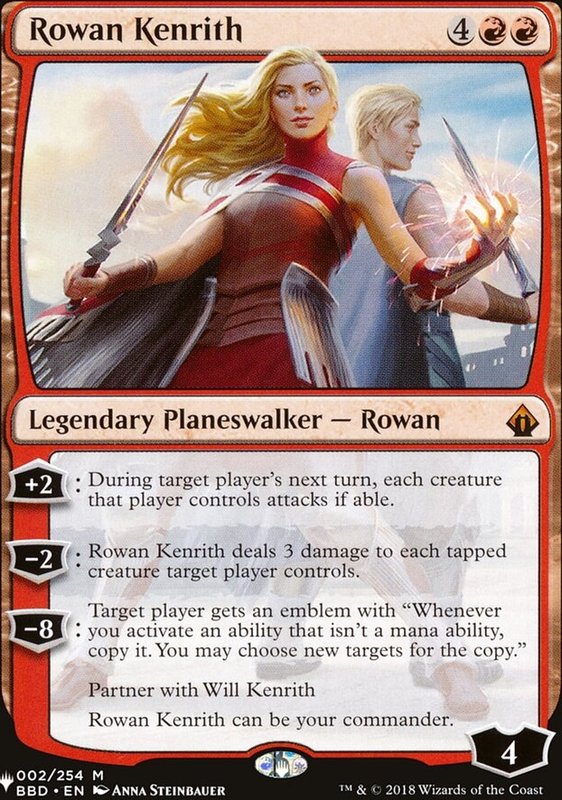 Rowan Kenrith 4
Legendary Planeswalker — Rowan
+2 : During target player's next turn, each creature
that player controls attacks if able.
−2 : Rowan Kenrith deals 3 damage to each tapped
creature target player controls.
−8 : Target player gets an emblem with “Whenever
you activate an ability that isn't a mana ability,
copy it. You may choose new targets for the copy.”
Partner with Will Kenrith
Rowan Kenrith can be your commander.
4
002/254 M
BBD • EN Anna Steinbauer
™ & © 2018 Wizards of the Coast